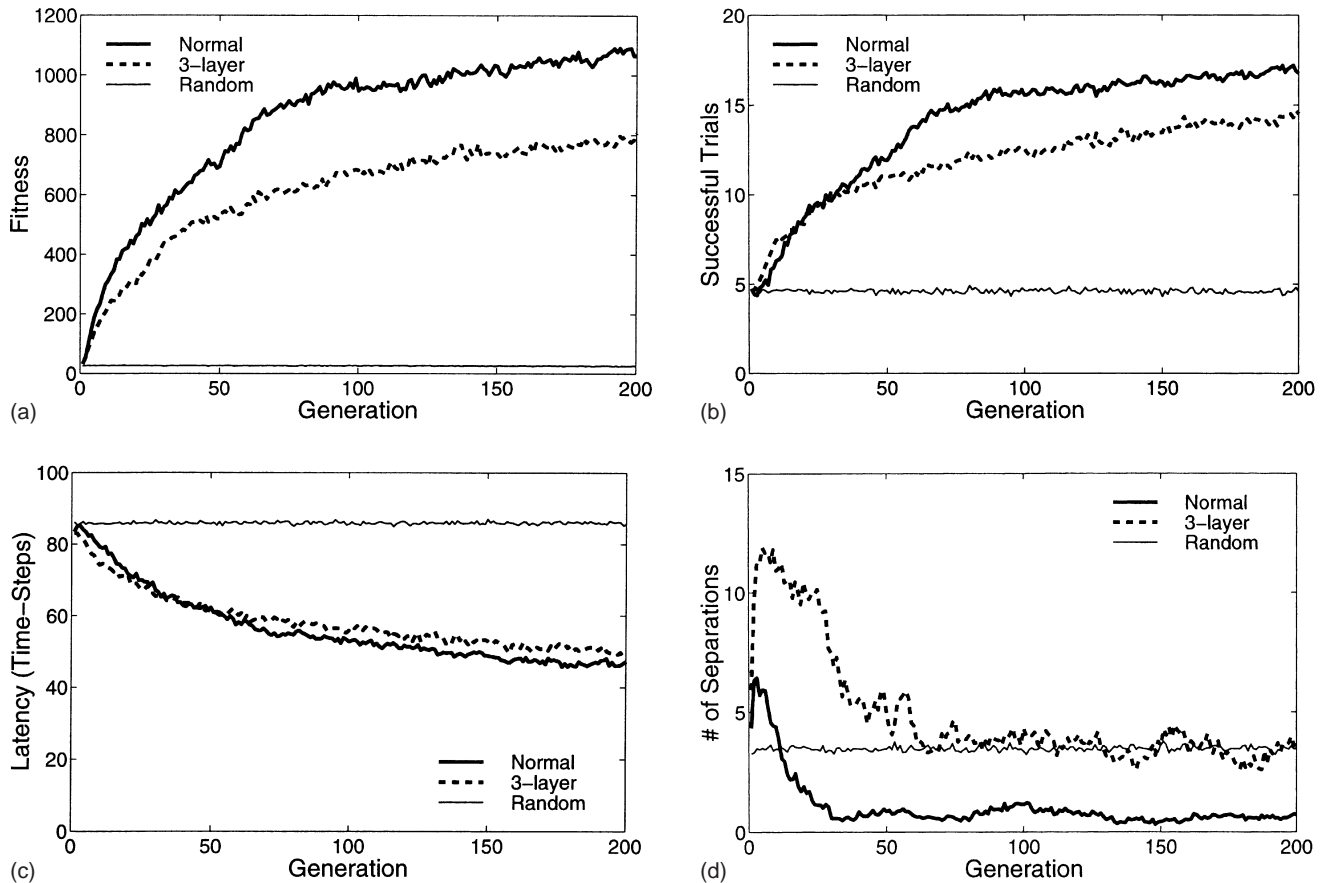 1200
1000
800
600
400
200
0
Fitness
Normal
3-layer
Random
0
50
100
150
200
Generation
(a)
20
15
10
5
0
Successful Trials
Normal
3-layer
Random
0
50
100
150
200
Generation
(b)
100
80
60
40
20
0
Latency (Time-Steps)
Normal
3-layer
Random
0
50
100
150
200
Generation
(c)
15
10
5
0
# of Separations
Normal
3-layer
Random
0
50
100
150
200
Generation
(d)